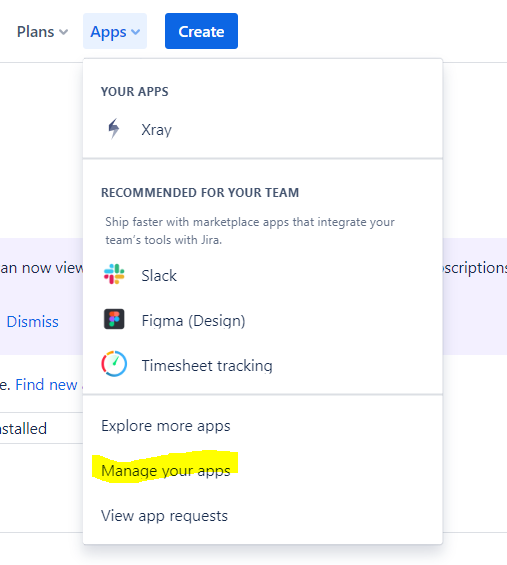 Plans Apps Create
YOUR APPS
Xray
RECOMMENDED FOR YOUR TEAM
Ship faster with marketplace apps that integrate your
team's tools with Jira.
an now view
scriptions
Slack
Dismiss
Figma (Design)
Timesheet tracking
e. Find new
Explore more apps
stalled
Manage your apps
View app requests